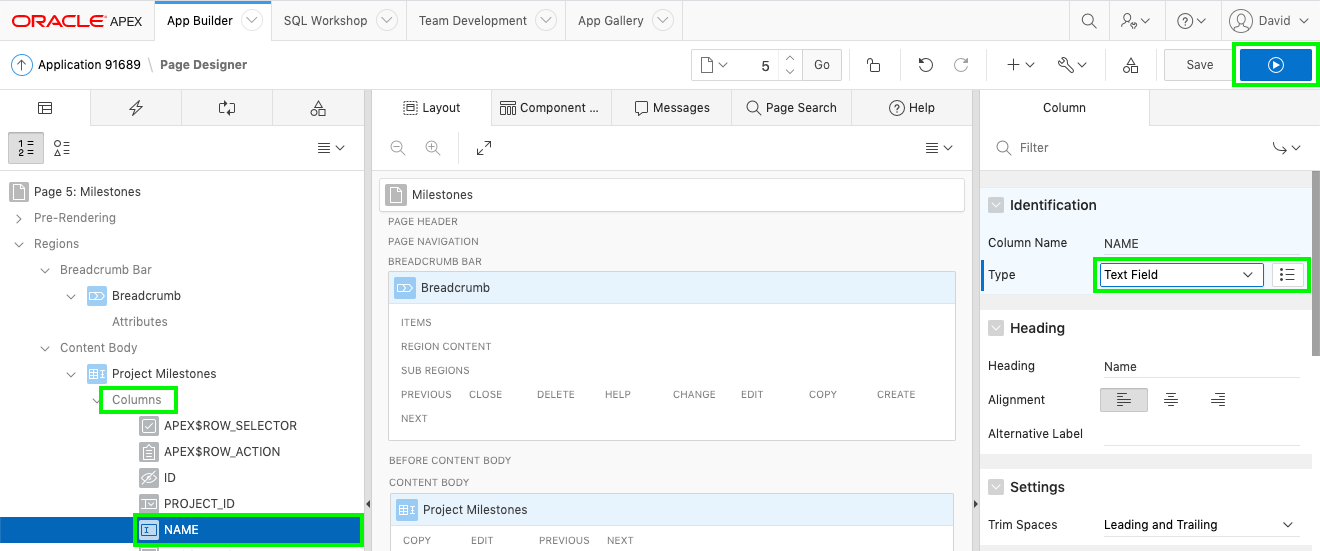 ORACLE APEX App Builder SQL Workshop Team Development App Gallery David
Application 91689 \ Page Designer 5 Go Save
Layout Component ... Messages Page Search Help Column
Filter
Page 5: Milestones
Pre-Rendering
Regions
Breadcrumb Bar
Breadcrumb
Attributes
Content Body
Project Milestones
Columns
APEX$ROW_SELECTOR
APEX$ROW_ACTION
ID
PROJECT_ID
NAME
Milestones
PAGE HEADER
PAGE NAVIGATION
BREADCRUMB BAR
Breadcrumb
ITEMS
REGION CONTENT
SUB REGIONS
PREVIOUS CLOSE DELETE HELP CHANGE EDIT COPY CREATE
NEXT
BEFORE CONTENT BODY
CONTENT BODY
Project Milestones
COPY EDIT PREVIOUS NEXT
Identification
Column Name NAME
Type Text Field
Heading
Heading Name
Alignment
Alternative Label
Settings
Trim Spaces Leading and Trailing